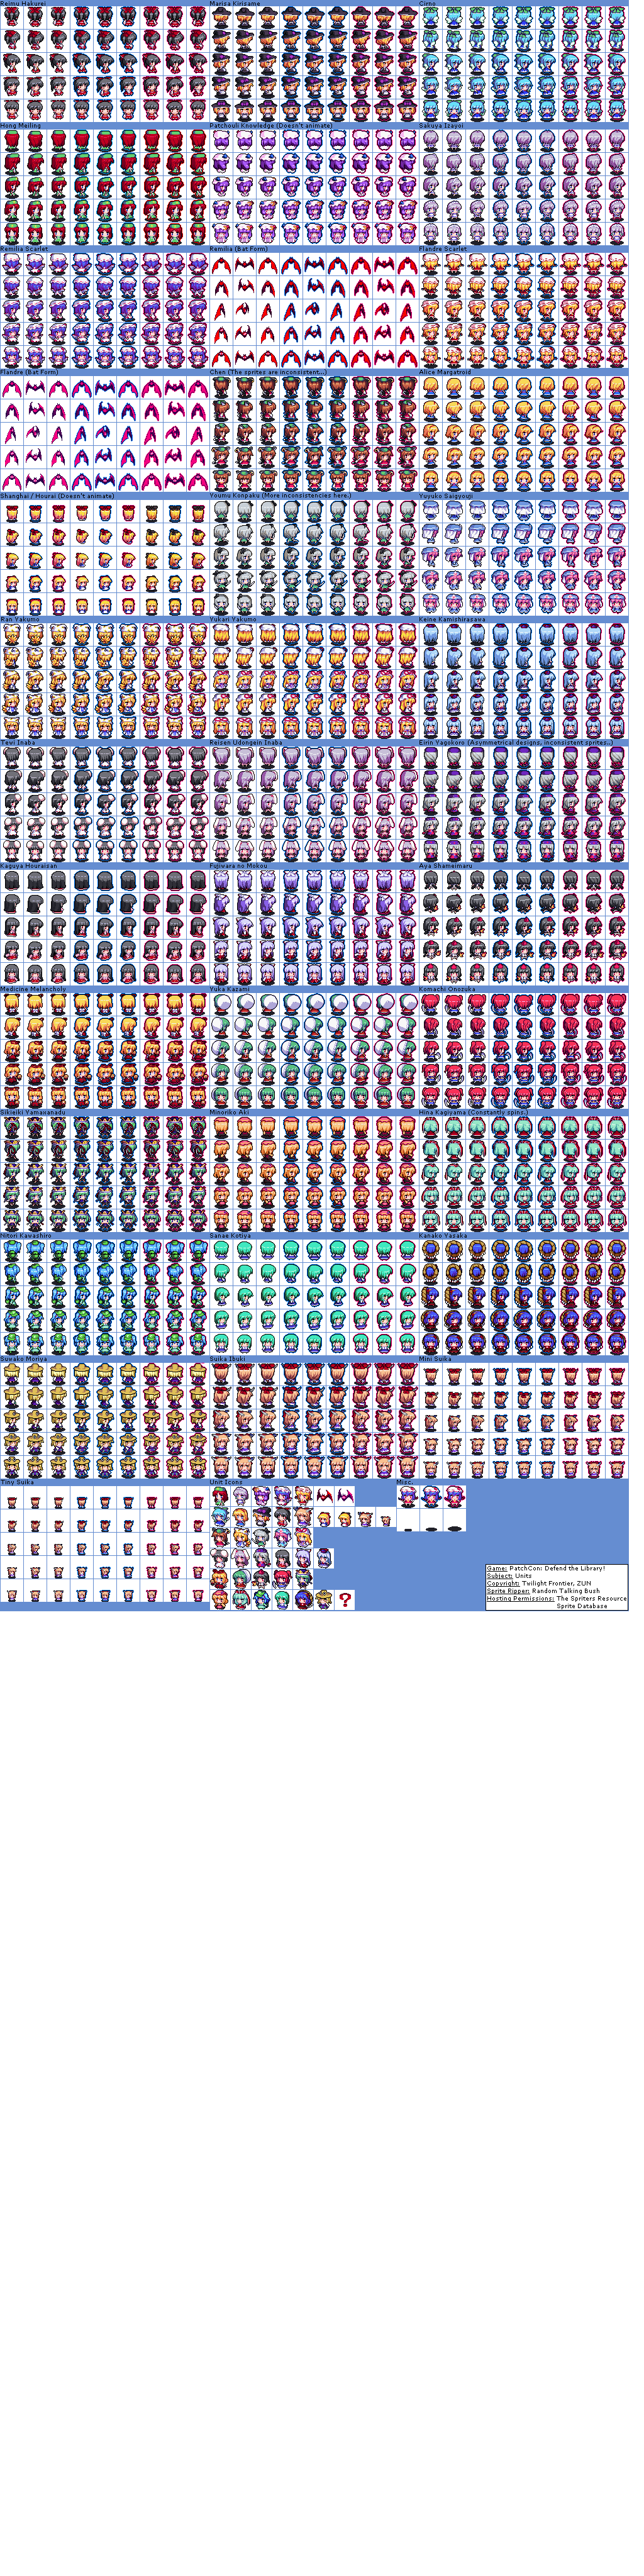 Reimu Hakurei
Marisa Kirisame
Cirno
Hong Meiling
Patchouli Knowledge (Doesn't animate)
Sakuya Izayoi
Remilia Scarlet
Remilia (Bat Form)
Flandre Scarlet
Flandre (Bat Form)
Chen (The sprites are inconsistent...)
Alice Margatroid
Shanghai / Hourai (Doesn't animate)
Youmu Konpaku (More inconsistencies here.)
Yuyuko Saigyouji
Ran Yakumo
Yukari Yakumo
Keine Kamishirasawa
Tewi Inaba
Reisen Udongein Inaba
Eirin Yagokoro (Asymmetrical designs, inconsistent sprites..)
Kaguya Houraisan
Fujiwara no Mokou
Aya Shameimaru
Medicine Melancholy
Yuka Kazami
Komachi Onozuka
Sikieiki Yamaxanadu
Minoriko Aki
Hina Kagiyama (Constantly spins.)
Nitori Kawashiro
Sanae Kotiya
Kanako Yasaka
Suwako Moriya
Suika Ibuki
Mini Suika
Tiny Suika
Unit Icons
Misc.
?
Game: PatchCon: Defend the Library!
Subject: Units
Copyright: Twilight Frontier, ZUN
Sprite Ripper: Random Talking Bush
Hosting Permissions: The Spriters Resource
Sprite Database